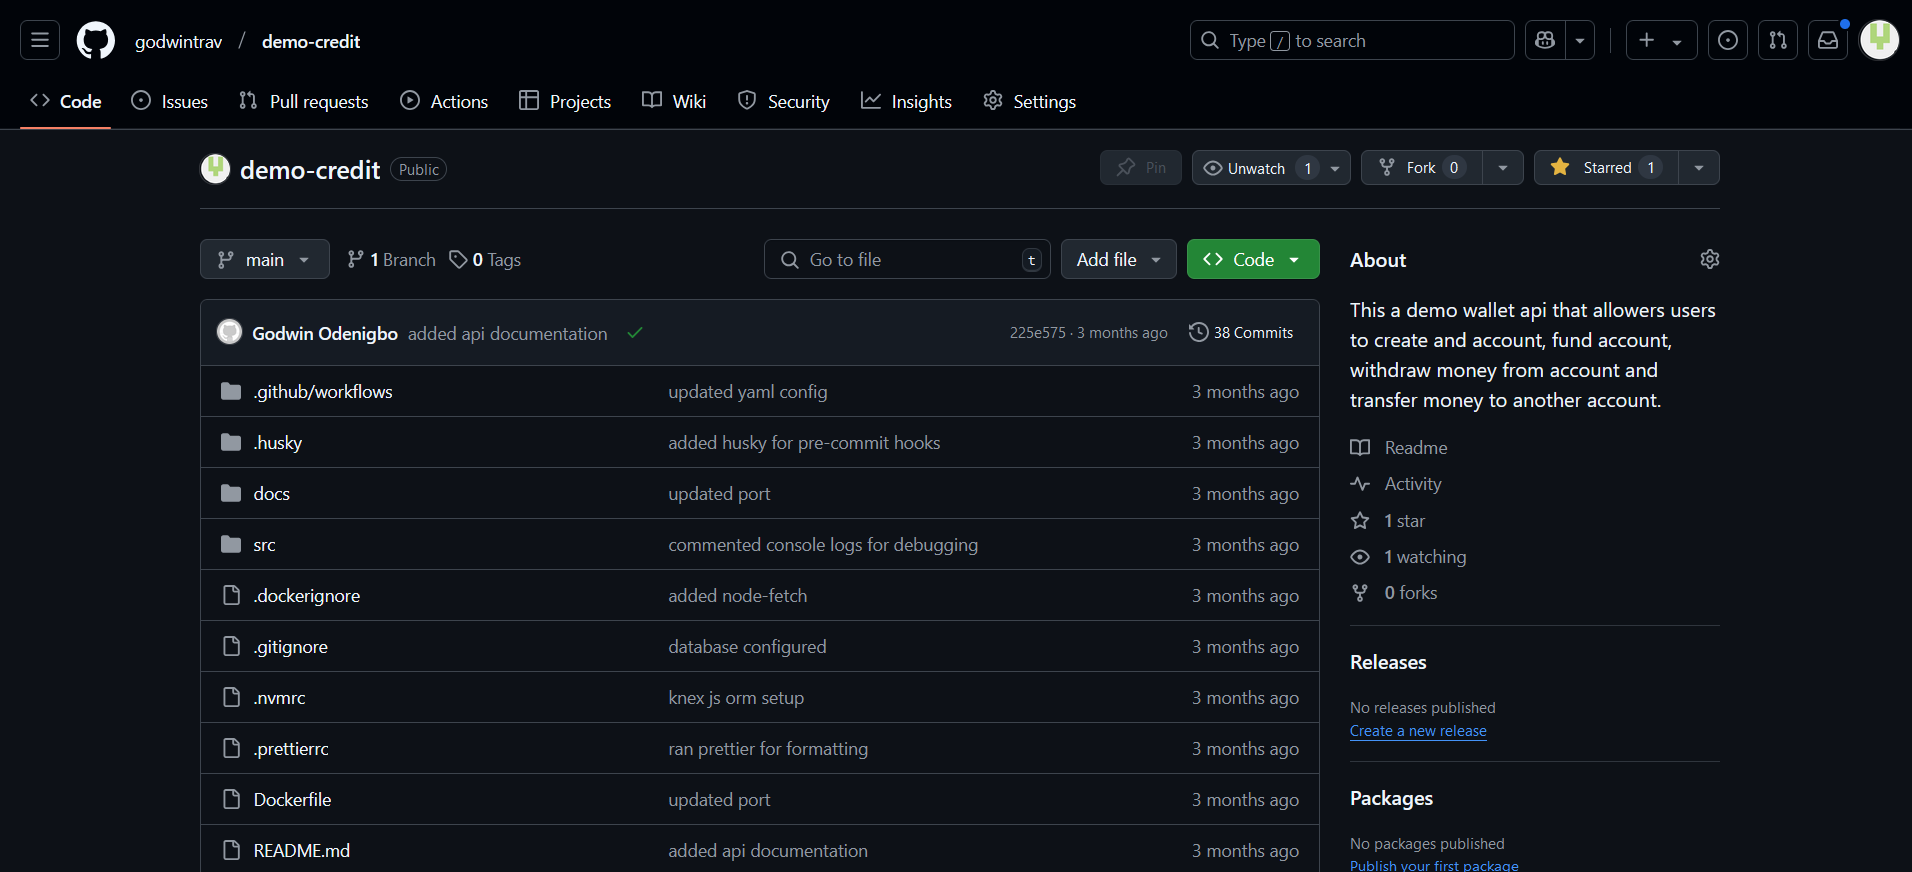 godwintrav / demo-credit
Type / to search
Code
Issues
Pull requests
Actions
Projects
Wiki
Security
Insights
Settings
demo-credit Public
Pin
Unwatch 1
Fork 0
Starred 1
main
1 Branch
0 Tags
Go to file t
Add file
Code
Godwin Odenigbo added api documentation
225e575 · 3 months ago
38 Commits
.github/workflows updated yaml config 3 months ago
.husky added husky for pre-commit hooks 3 months ago
docs updated port 3 months ago
src commented console logs for debugging 3 months ago
.dockerignore added node-fetch 3 months ago
.gitignore database configured 3 months ago
.nvmrc knex js orm setup 3 months ago
.prettierrc ran prettier for formatting 3 months ago
Dockerfile updated port 3 months ago
README.md added api documentation 3 months ago
About
This a demo wallet api that allowers users
to create and account, fund account,
withdraw money from account and
transfer money to another account.
Readme
Activity
1 star
1 watching
0 forks
Releases
No releases published
Create a new release
Packages
No packages published
Publish your first package